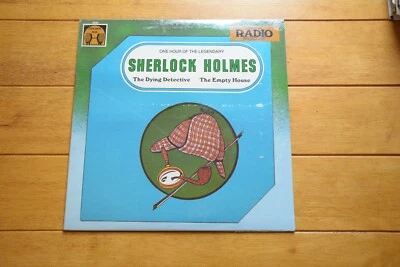 RADIO
ONE HOUR OF THE LEGENDARY
SHERLOCK HOLMES
The Dying Detective The Empty House